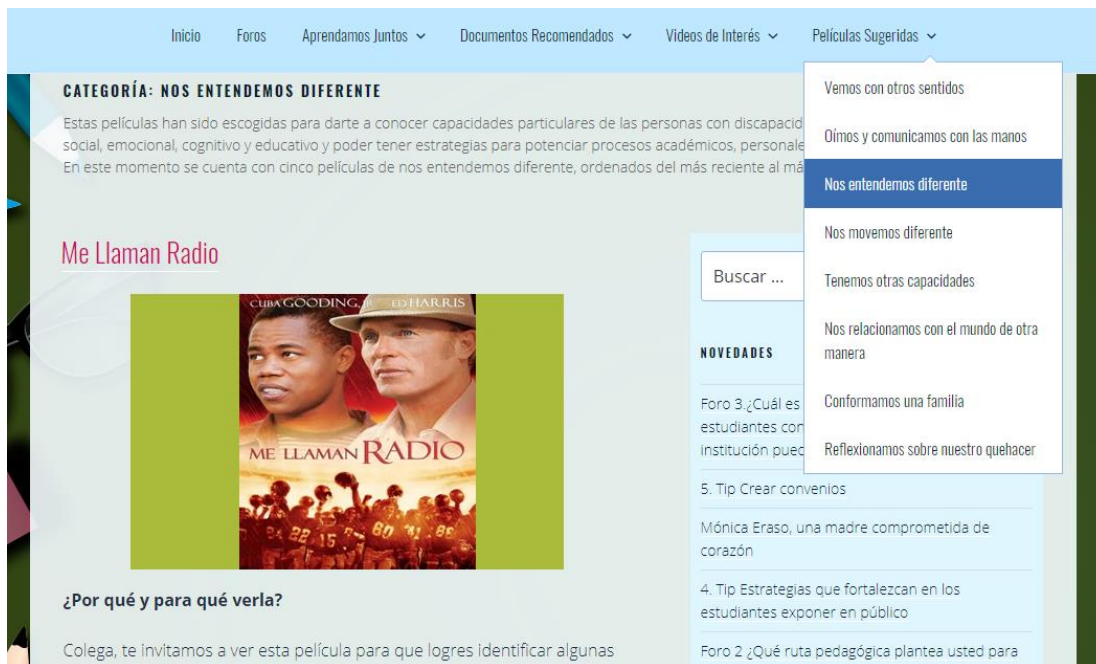 Inicio Foros Aprendamos Juntos Documentos Recomendados Videos de Interés Películas Sugeridas
Vemos con otros sentidos
Oímos y comunicamos con las manos
Nos entendemos diferente
Nos movemos diferente
Tenemos otras capacidades
Nos relacionamos con el mundo de otra
manera
Conformamos una familia
Reflexionamos sobre nuestro quehacer
CATEGORÍA: NOS ENTENDEMOS DIFERENTE
Estas películas han sido escogidas para darte a conocer capacidades particulares de las personas con discapacid
social, emocional, cognitivo y educativo y poder tener estrategias para potenciar procesos académicos, personale
En este momento se cuenta con cinco películas de nos entendemos diferente, ordenados del más reciente al má
Me Llaman Radio
CUBA GOODING, JR ED HARRIS
ME LLAMAN RADIO
22 15 80 41 88
¿Por qué y para qué verla?
Colega, te invitamos a ver esta película para que logres identificar algunas
Buscar ...
NOVEDADES
Foro 3.¿Cuál es
estudiantes con
institución pued
5. Tip Crear convenios
Mónica Eraso, una madre comprometida de
corazón
4. Tip Estrategias que fortalezcan en los
estudiantes exponer en público
Foro 2 ¿Qué ruta pedagógica plantea usted para